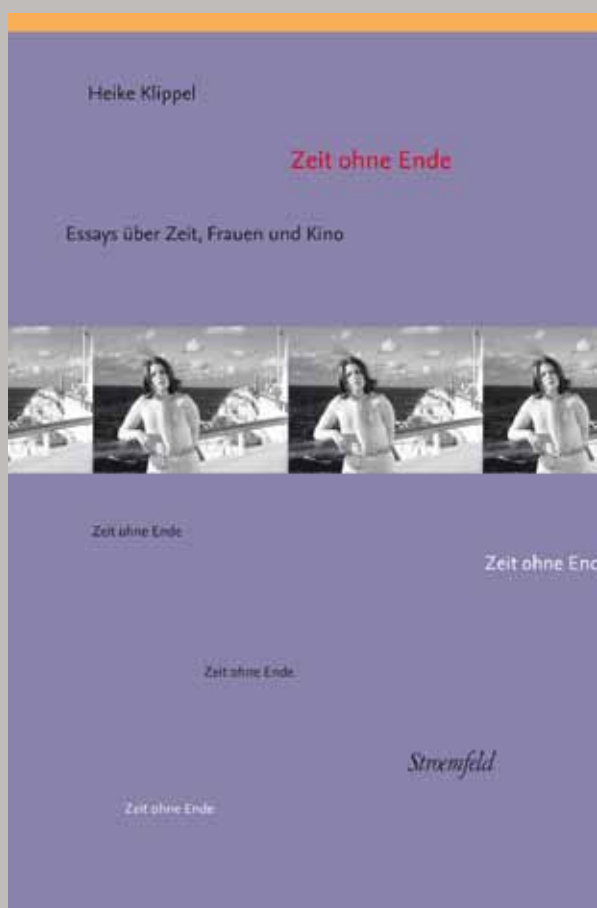 Heike Klippel
Zeit ohne Ende
Essays über Zeit, Frauen und Kino
Zeit ohne Ende
Zeit ohne End
Zeit ohne Ende
Stroemfeld
Zeit ohne Ende